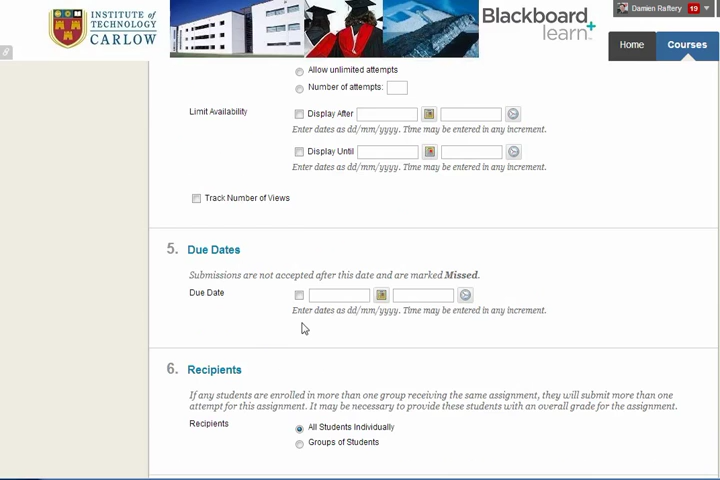 INSTITUTE of
TECHNOLOGY
CARLOW
Blackboard
learn+
Damien Raffery 19
Home
Courses
Allow unlimited attempts
Number of attempts:
Limit Availability
Display After
Enter dates as dd/mm/yyyy. Time may be entered in any increment.
Display Until
Enter dates as dd/mm/yyyy. Time may be entered in any increment.
Track Number of Views
5. Due Dates
Submissions are not accepted after this date and are marked Missed.
Due Date
Enter dates as dd/mm/yyyy. Time may be entered in any increment.
6. Recipients
If any students are enrolled in more than one group receiving the same assignment, they will submit more than one
attempt for this assignment. It may be necessary to provide these students with an overall grade for the assignment.
Recipients
All Students Individually
Groups of Students